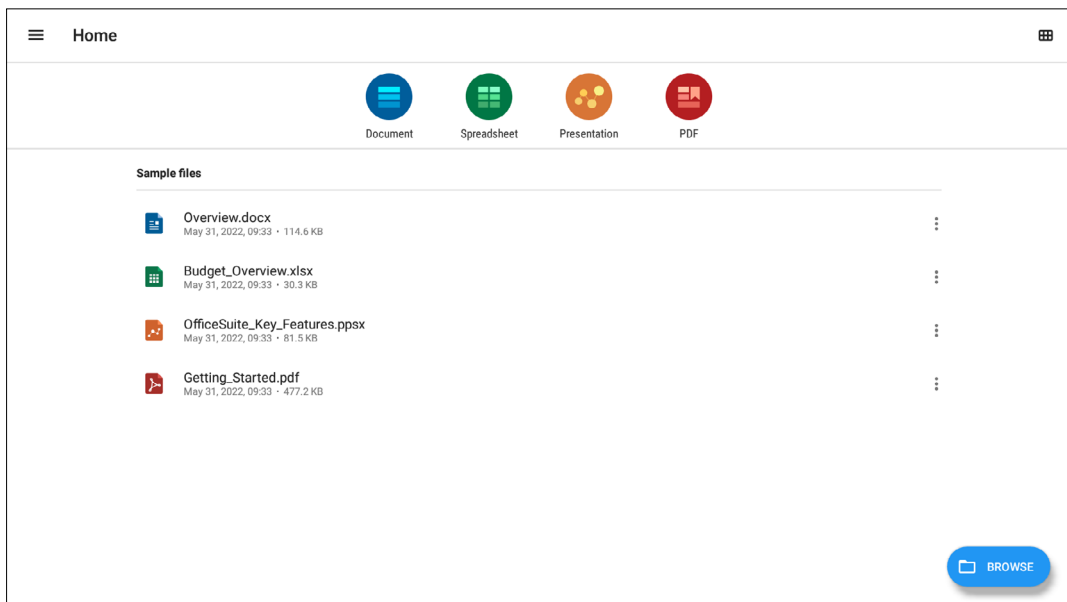 Home
Document
Spreadsheet
Presentation
PDF
Sample files
Overview.docx
May 31, 2022, 09:33 • 114.6 KB
Budget_Overview.xlsx
May 31, 2022, 09:33 • 30.3 KB
OfficeSuite_Key_Features.ppsx
May 31, 2022, 09:33 • 81.5 KB
Getting_Started.pdf
May 31, 2022, 09:33 • 477.2 KB
BROWSE